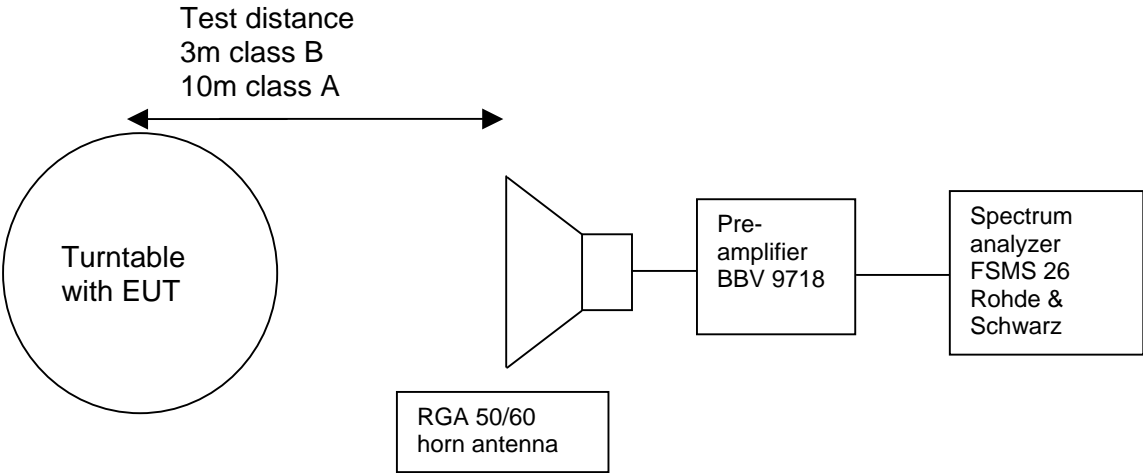 Test distance
3m class B
10m class A
Turntable
with EUT
Pre-
amplifier
BBV 9718
Spectrum
analyzer
FSMS 26
Rohde &
Schwarz
RGA 50/60
horn antenna